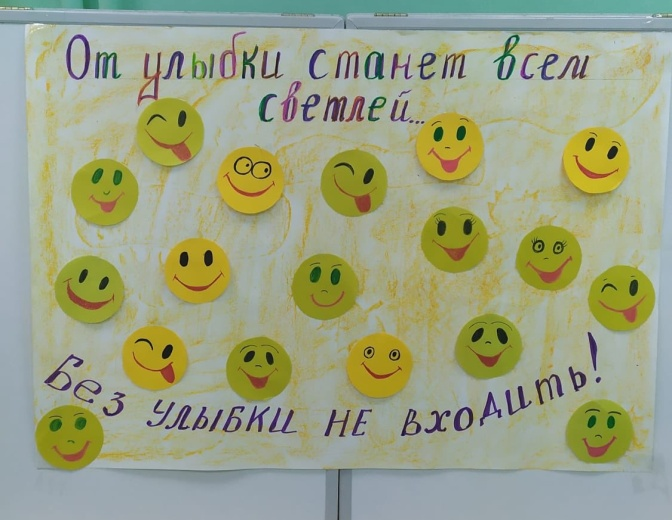 От улыбки станет всем
светлей...
Без улыбки не входить!